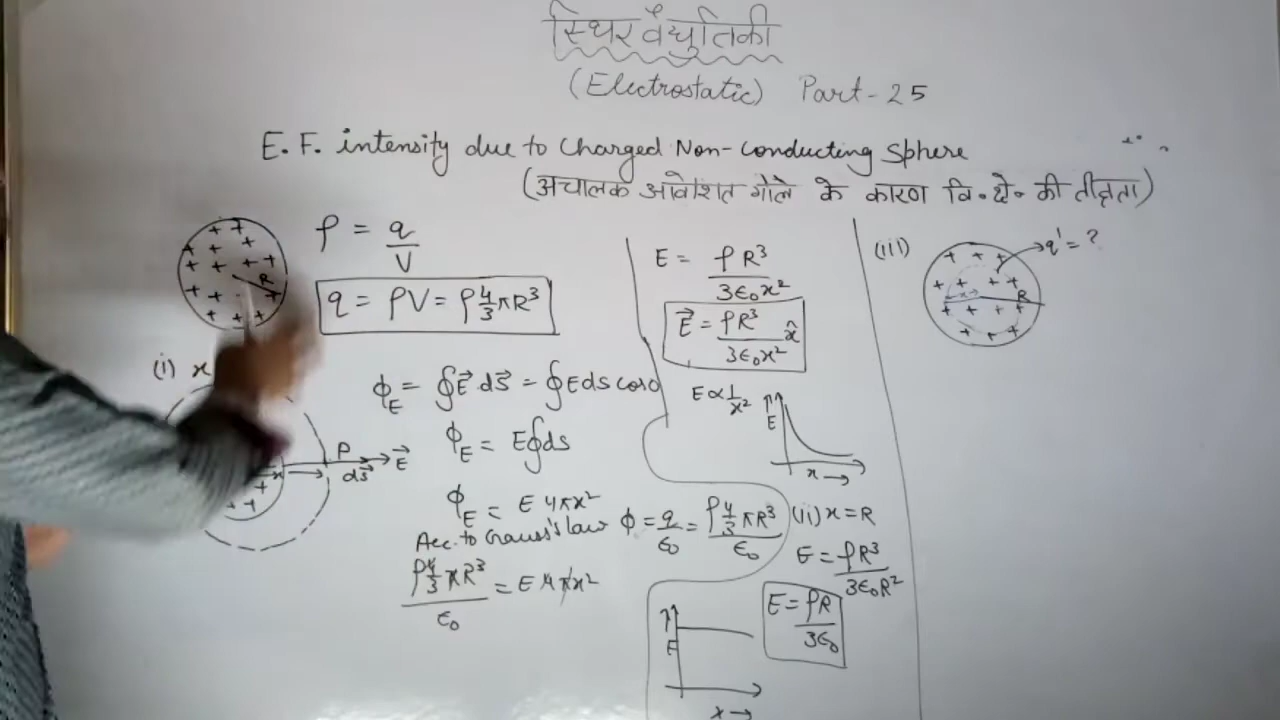 स्थिर वैद्युतिकी
(Electrostatic) Part-25
E. F. intensity due to charged Non-Conducting Sphere
(अचालक आवेशित गोले के कारण वि॰ क्षे॰ की तीव्रता)
R
ρ = q/V
q = ρV = ρ 4/3 πR³
(i) x
P
E⃗
dS⃗
x
ϕ_E = ∮E⃗ dS⃗ = ∮E ds cos0
ϕ_E = E∮ds
ϕ_E = E 4πx²
Acc. to Gauss's law ϕ = q/ε₀ = ρ 4/3 πR³/ε₀
ρ 4/3 πR³/ε₀ = E 4πx²
E = ρR³/3ε₀x²
E⃗ = ρR³/3ε₀x² x̂
E ∝ 1/x²
E
x →
(ii) x = R
E = ρR³/3ε₀R²
E = ρR/3ε₀
E
x →
(iii)
q' = ?
x
R